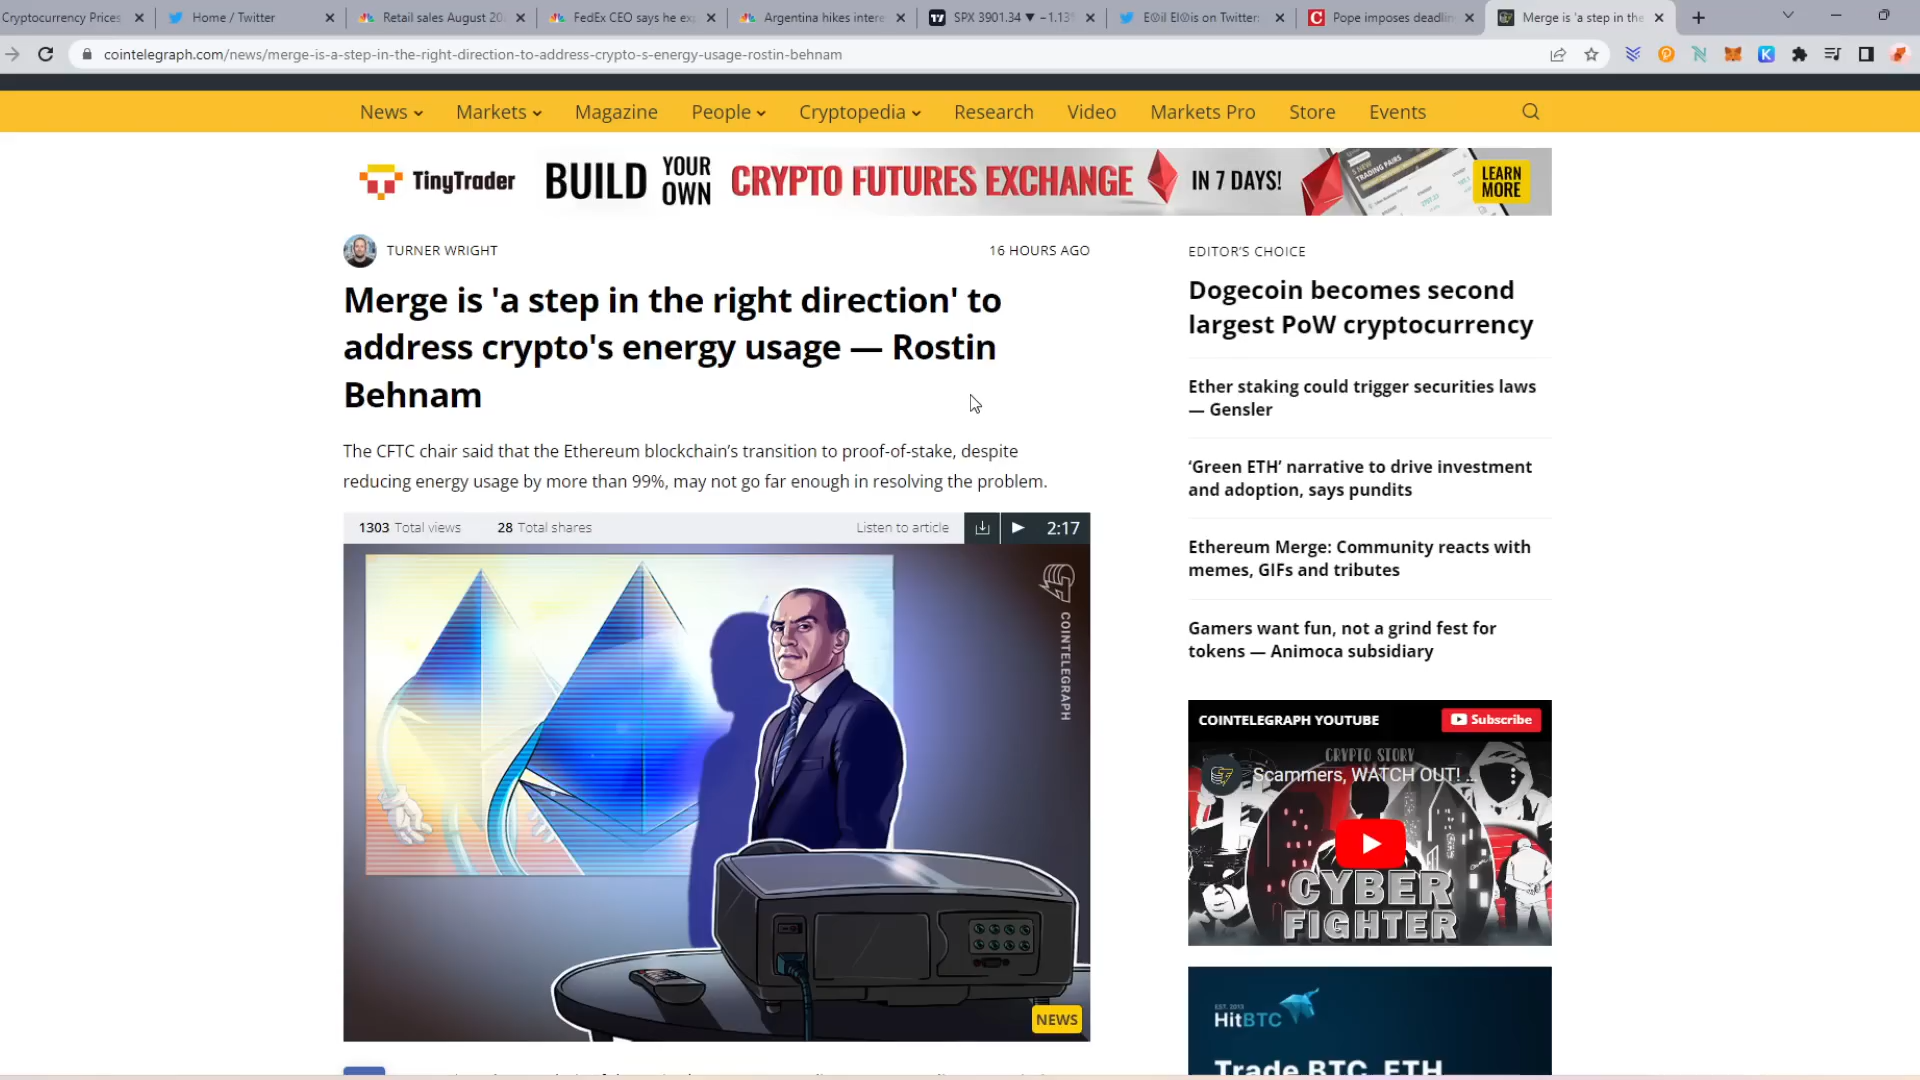 Cryptocurrency Prices
Home / Twitter
Retail sales August 20
FedEx CEO says he ex
Argentina hikes intere
SPX 3901.34 ▼ −1.13
E⊙il El⊙is on Twitter:
Pope imposes deadlin
Merge is 'a step in the
cointelegraph.com/news/merge-is-a-step-in-the-right-direction-to-address-crypto-s-energy-usage-rostin-behnam
News
Markets
Magazine
People
Cryptopedia
Research
Video
Markets Pro
Store
Events
TinyTrader
BUILD YOUR OWN CRYPTO FUTURES EXCHANGE IN 7 DAYS!
LEARN MORE
TURNER WRIGHT
16 HOURS AGO
Merge is 'a step in the right direction' to
address crypto's energy usage — Rostin
Behnam
The CFTC chair said that the Ethereum blockchain’s transition to proof-of-stake, despite
reducing energy usage by more than 99%, may not go far enough in resolving the problem.
1303 Total views
28 Total shares
Listen to article
2:17
COINTELEGRAPH
NEWS
EDITOR’S CHOICE
Dogecoin becomes second
largest PoW cryptocurrency
Ether staking could trigger securities laws
— Gensler
‘Green ETH’ narrative to drive investment
and adoption, says pundits
Ethereum Merge: Community reacts with
memes, GIFs and tributes
Gamers want fun, not a grind fest for
tokens — Animoca subsidiary
COINTELEGRAPH YOUTUBE
Subscribe
CRYPTO STORY
Scammers, WATCH OUT! ...
CYBER
FIGHTER
EST. 2013
HitBTC
Trade BTC, ETH